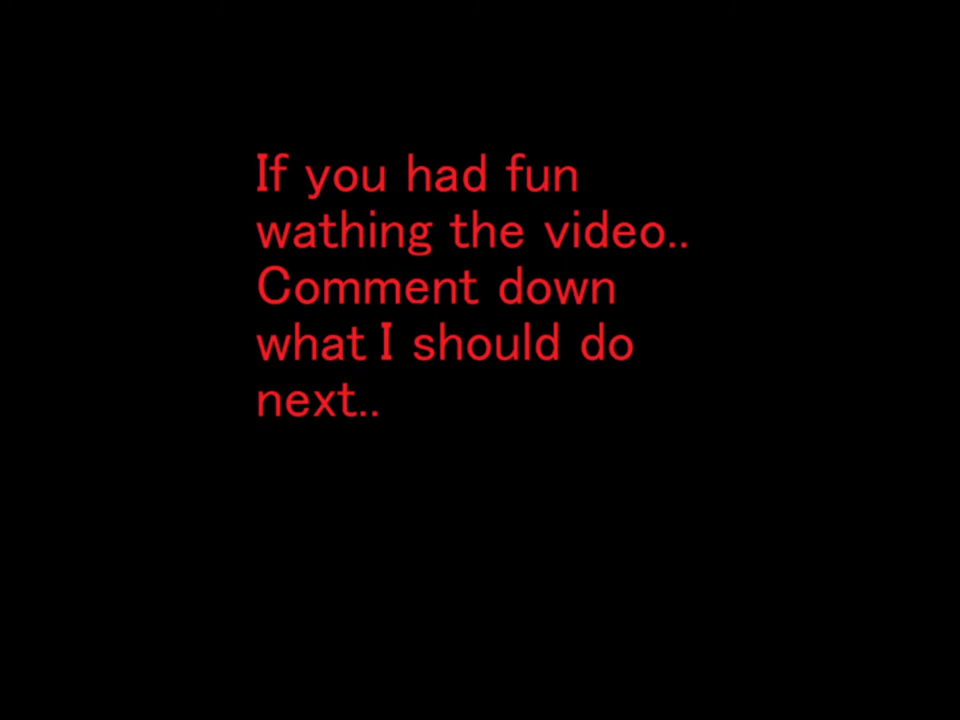 If you had fun
wathing the video..
Comment down
what I should do
next..